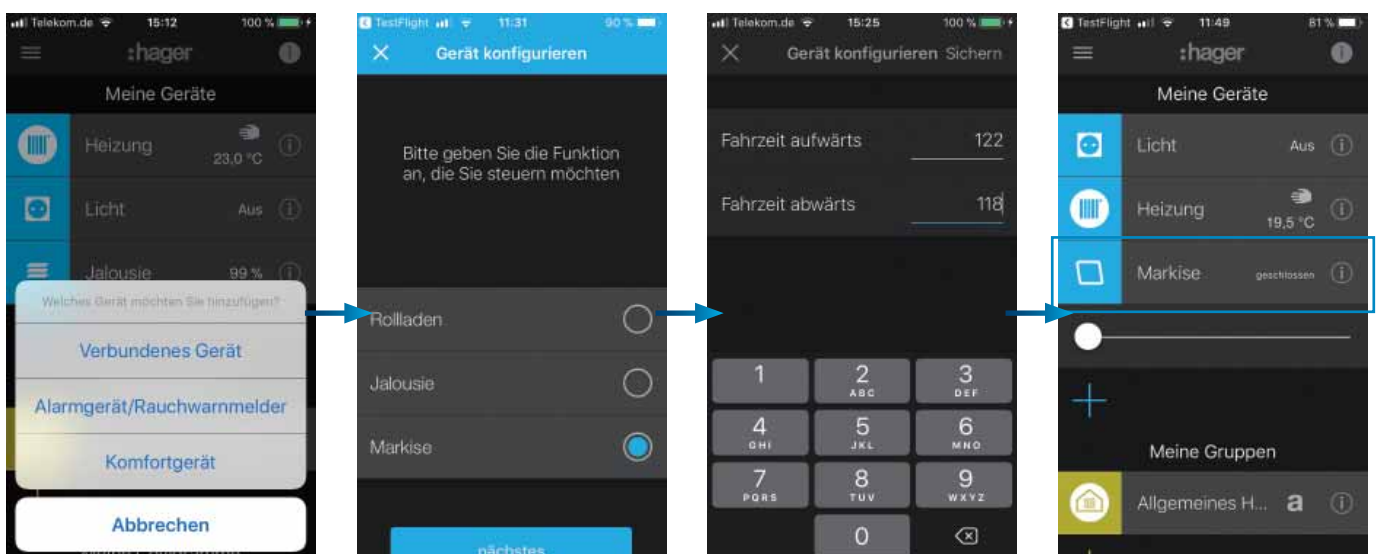 Telekom.de 15:12 100 %
:hager
Meine Geräte
Heizung
23,0 °C
Licht Aus
Jalousie 99 %
Welches Gerät möchten Sie hinzufügen?
Verbundenes Gerät
Alarmgerät/Rauchwarnmelder
Komfortgerät
Abbrechen
TestFlight 11:31 90 %
Gerät konfigurieren
Bitte geben Sie die Funktion
an, die Sie steuern möchten
Rollladen
Jalousie
Markise
nächstes
Telekom.de 15:25 100 %
Gerät konfigurieren Sichern
Fahrzeit aufwärts 122
Fahrzeit abwärts 118
1 2 3
ABC DEF
4 5 6
GHI JKL MNO
7 8 9
PQRS TUV WXYZ
0
TestFlight 11:49 81 %
:hager
Meine Geräte
Licht Aus
Heizung
19,5 °C
Markise geschlossen
Meine Gruppen
Allgemeines H... a